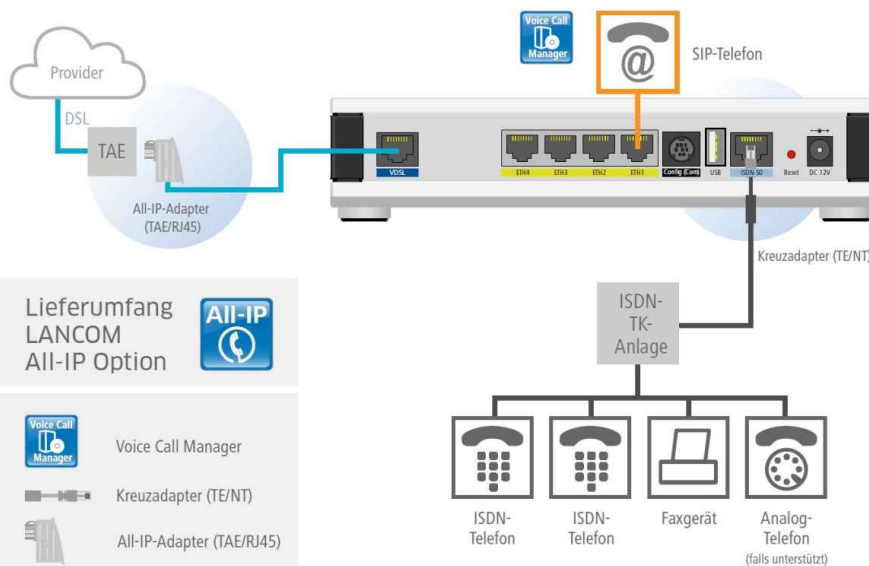 Voice Call
Manager
SIP-Telefon
Provider
DSL
TAE
All-IP-Adapter
(TAE/RJ45)
VDSL
ETH4
ETH3
ETH2
ETH1
Config (Com)
USB
ISDN-S0
Reset
DC 12V
Kreuzadapter (TE/NT)
Lieferumfang
LANCOM
All-IP Option
All-IP
ISDN-
TK-
Anlage
Voice Call
Manager
Voice Call Manager
Kreuzadapter (TE/NT)
All-IP-Adapter (TAE/RJ45)
ISDN-
Telefon
ISDN-
Telefon
Faxgerät
Analog-
Telefon
(falls unterstützt)